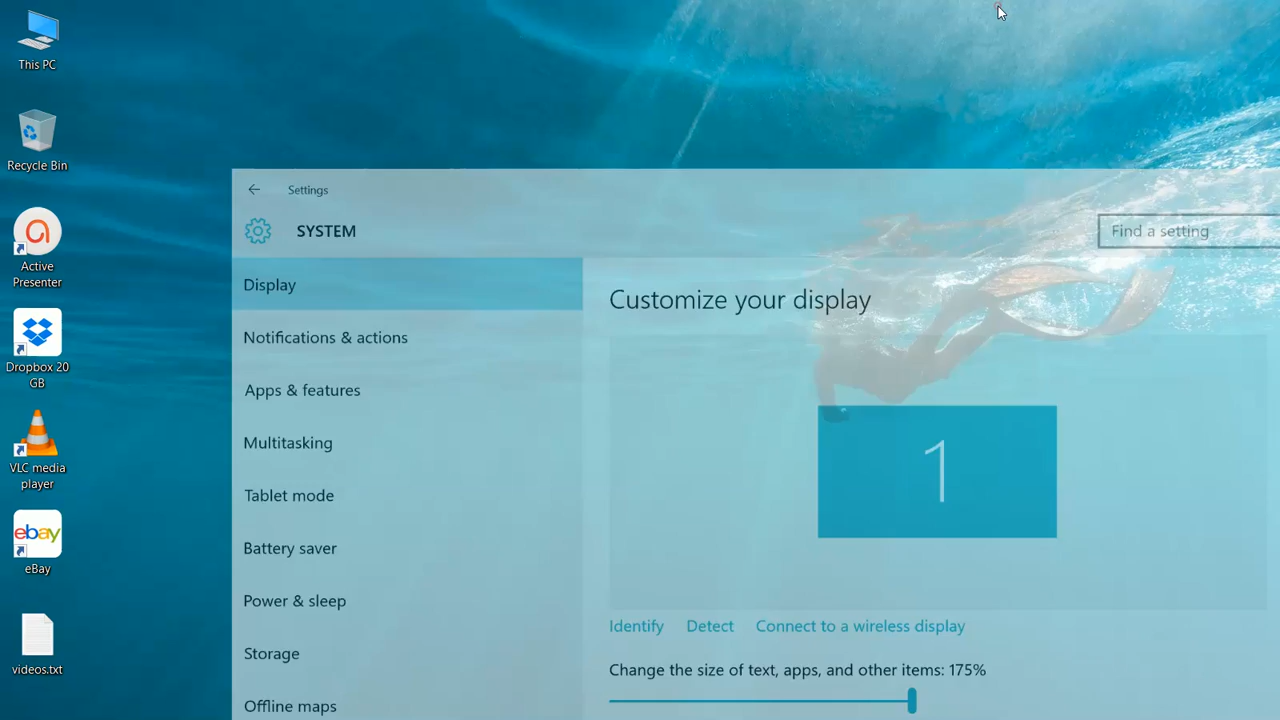 This PC
Recycle Bin
Active
Presenter
Dropbox 20
GB
VLC media
player
ebay
eBay
videos.txt
Settings
SYSTEM
Find a setting
Display
Notifications & actions
Apps & features
Multitasking
Tablet mode
Battery saver
Power & sleep
Storage
Offline maps
Customize your display
1
Identify Detect Connect to a wireless display
Change the size of text, apps, and other items: 175%